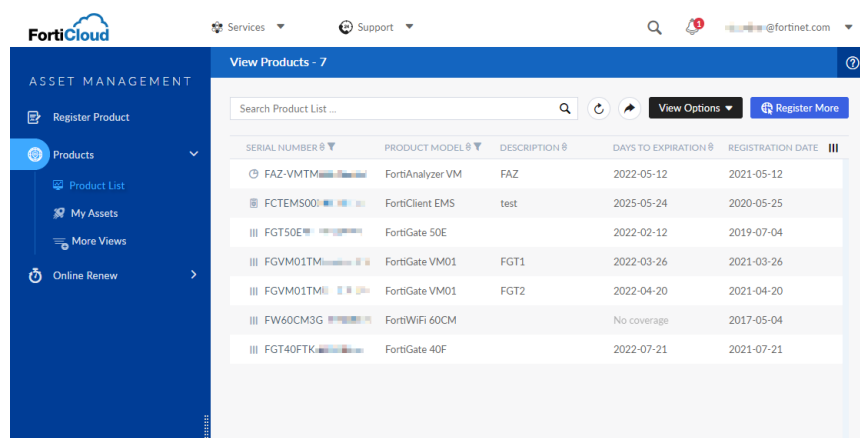 FortiCloud
Services Support 1 @fortinet.com
ASSET MANAGEMENT
Register Product
Products
Product List
My Assets
More Views
Online Renew
View Products - 7
Search Product List ... View Options Register More
SERIAL NUMBER PRODUCT MODEL DESCRIPTION DAYS TO EXPIRATION REGISTRATION DATE
FAZ-VMTM FortiAnalyzer VM FAZ 2022-05-12 2021-05-12
FCTEMS00 FortiClient EMS test 2025-05-24 2020-05-25
FGT50E FortiGate 50E 2022-02-12 2019-07-04
FGVM01TM FortiGate VM01 FGT1 2022-03-26 2021-03-26
FGVM01TM FortiGate VM01 FGT2 2022-04-20 2021-04-20
FW60CM3G FortiWiFi 60CM No coverage 2017-05-04
FGT40FTK FortiGate 40F 2022-07-21 2021-07-21